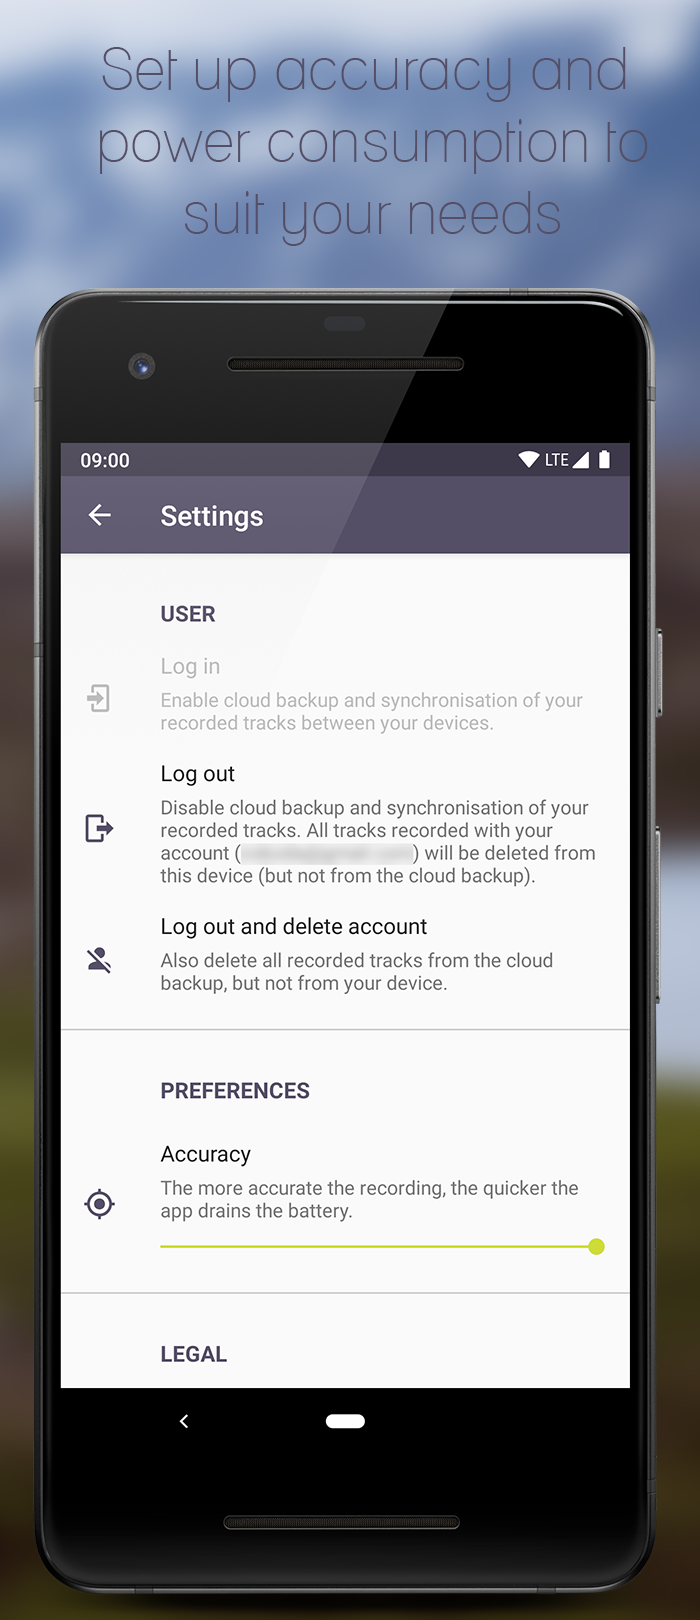 Set up accuracy and
power consumption to
suit your needs
09:00
LTE
Settings
USER
Log in
Enable cloud backup and synchronisation of your
recorded tracks between your devices.
Log out
Disable cloud backup and synchronisation of your
recorded tracks. All tracks recorded with your
account () will be deleted from
this device (but not from the cloud backup).
Log out and delete account
Also delete all recorded tracks from the cloud
backup, but not from your device.
PREFERENCES
Accuracy
The more accurate the recording, the quicker the
app drains the battery.
LEGAL